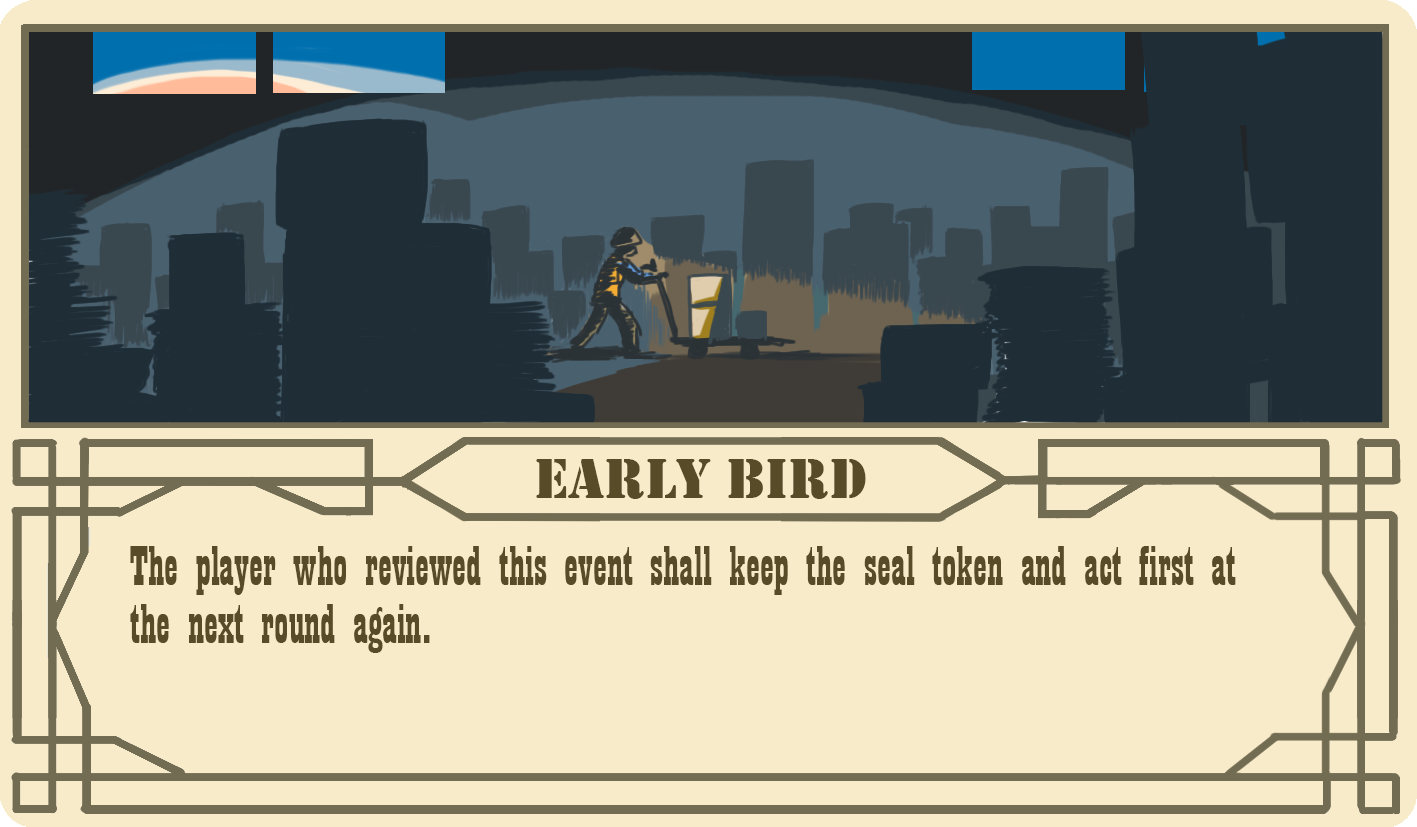 EARLY BIRD
The player who reviewed this event shall keep the seal token and act first at
the next round again.